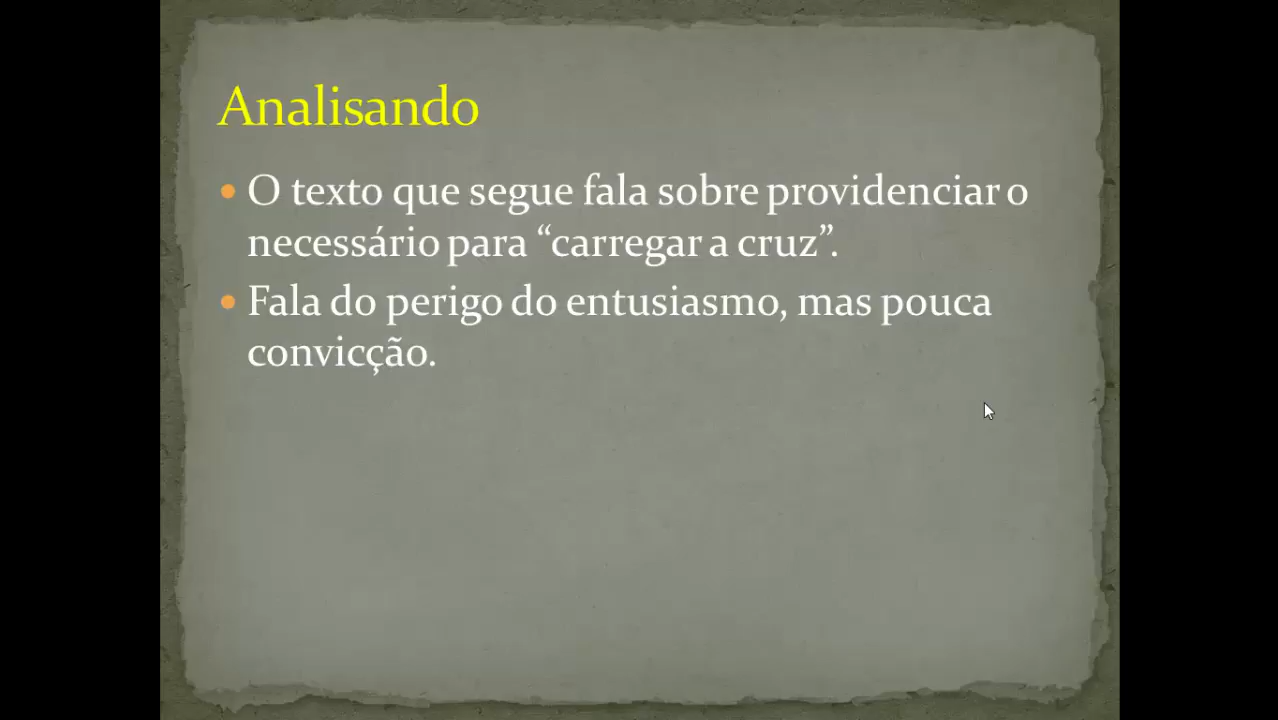 Analisando
• O texto que segue fala sobre providenciar o
necessário para “carregar a cruz”.
• Fala do perigo do entusiasmo, mas pouca
convicção.